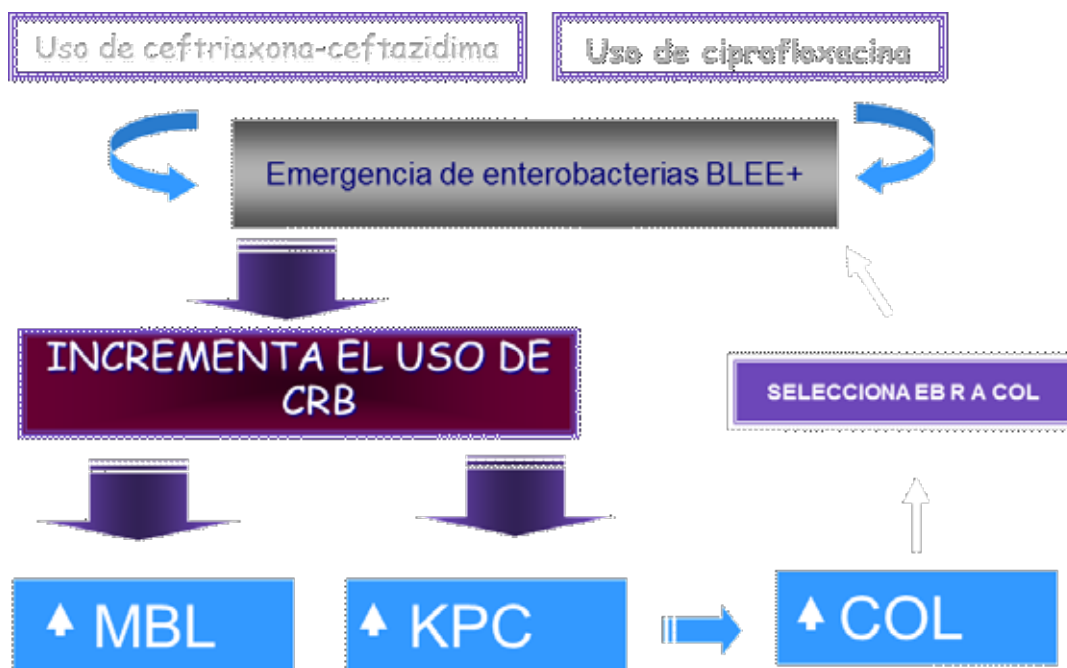 Uso de ceftriaxona-ceftazidima
Uso de ciprofloxacina
Emergencia de enterobacterias BLEE+
INCREMENTA EL USO DE
CRB
SELECCIONA EB R A COL
MBL
KPC
COL